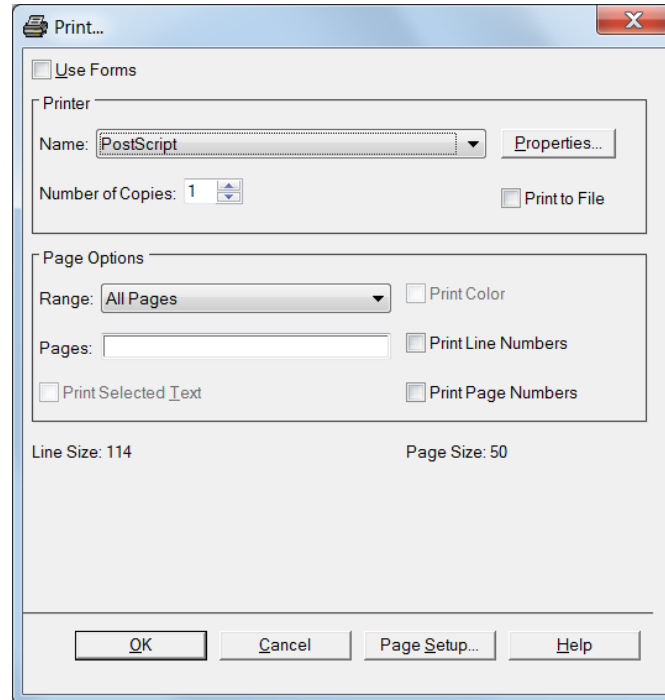 Print...
X
Use Forms
Printer
Name: PostScript Properties...
Number of Copies: 1 Print to File
Page Options
Range: All Pages Print Color
Pages: Print Line Numbers
Print Selected Text Print Page Numbers
Line Size: 114 Page Size: 50
OK Cancel Page Setup... Help